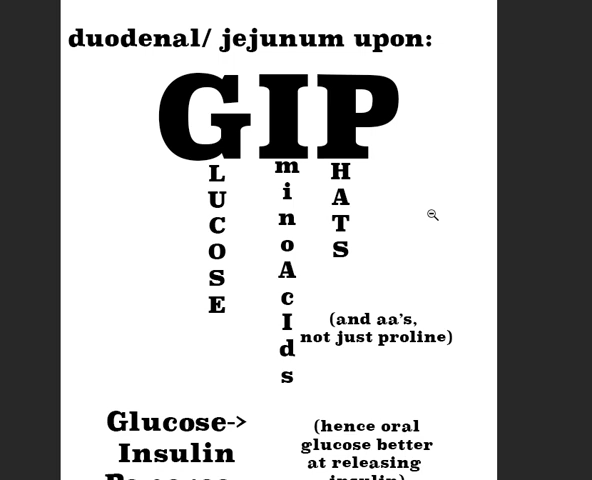 duodenal/ jejunum upon:
GIP
LUCOSE
minoAcIds
HATS
(and aa's,
not just proline)
Glucose->
Insulin
(hence oral
glucose better
at releasing
insulin)